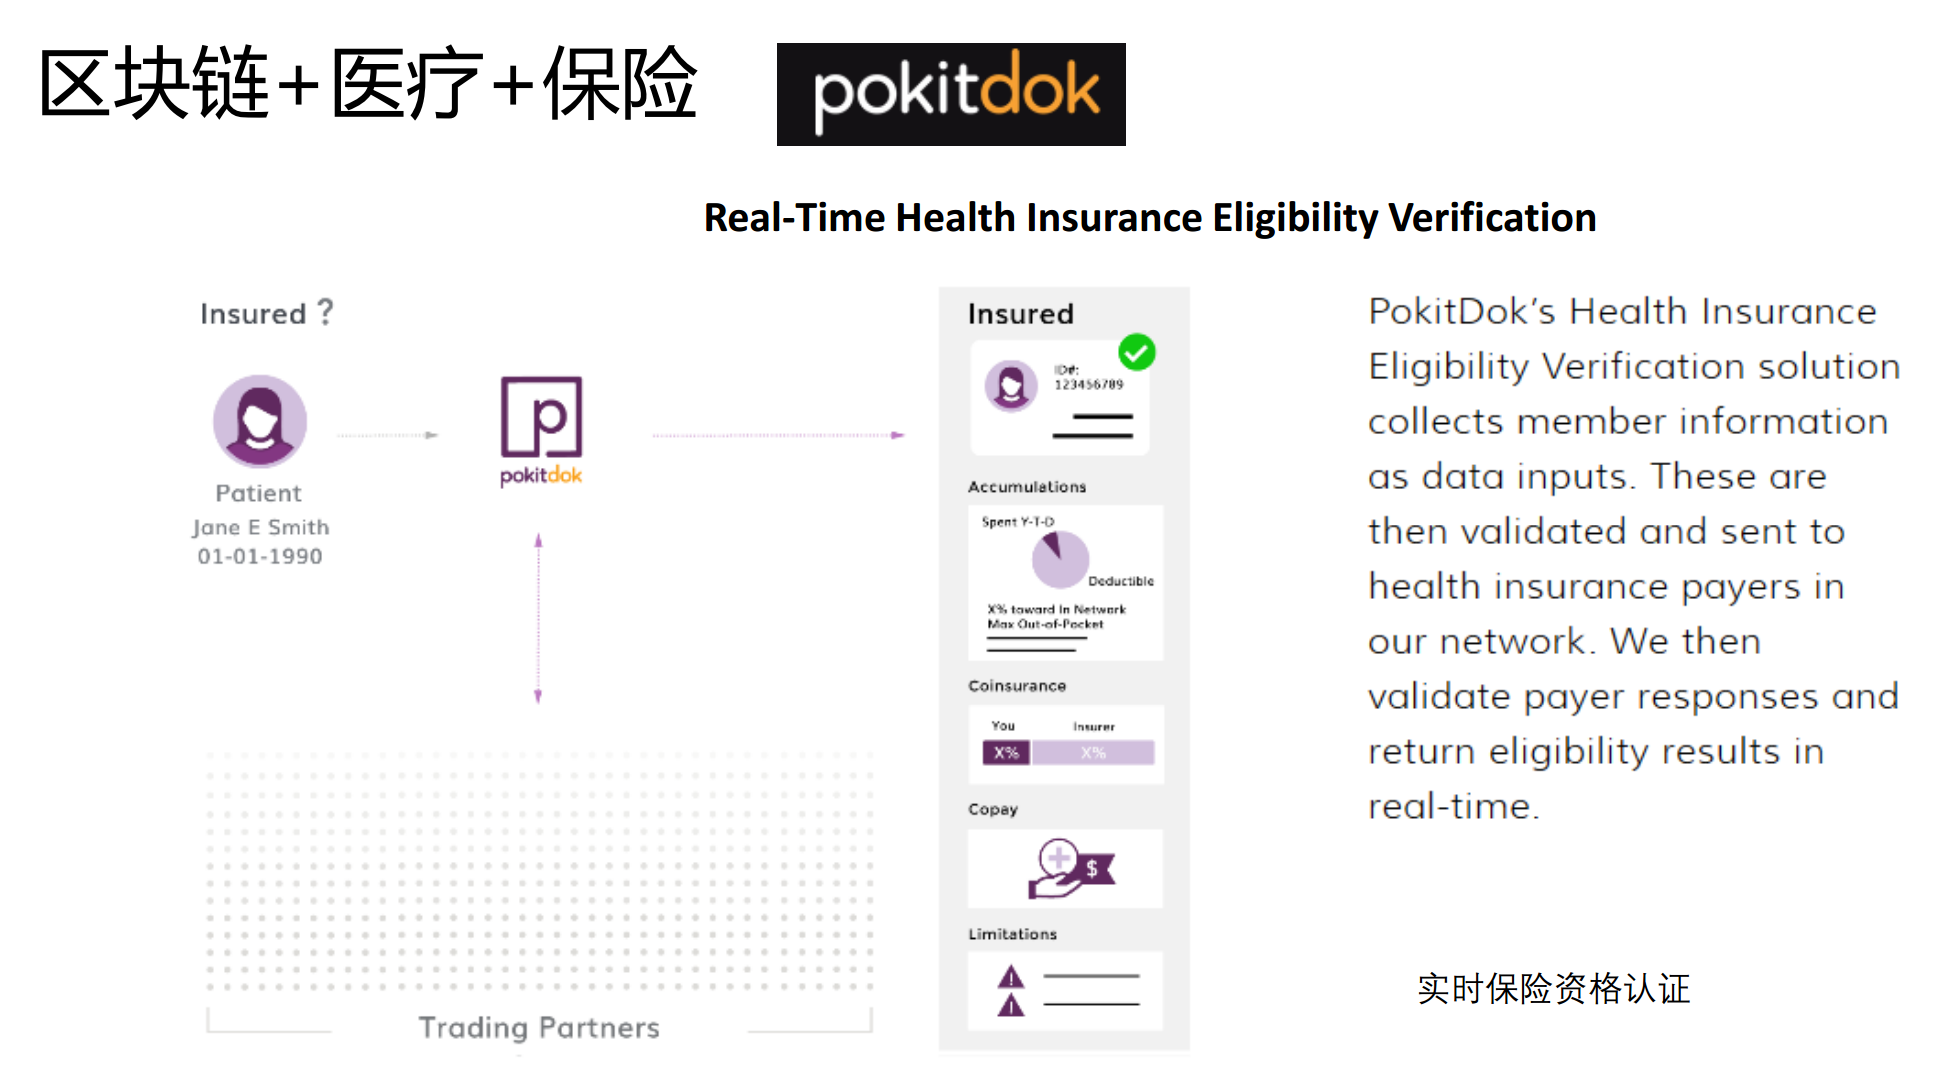 区块链+医疗+保险
pokitdok
Real-Time Health Insurance Eligibility Verification
Insured ?
Patient
Jane E Smith
01-01-1990
p
pokitdok
Trading Partners
Insured
ID#:
123456789
Accumulations
Spent Y-T-D
Deductible
X% toward In Network
Max Out-of-Pocket
Coinsurance
You Insurer
X% X%
Copay
$
Limitations
PokitDok’s Health Insurance
Eligibility Verification solution
collects member information
as data inputs. These are
then validated and sent to
health insurance payers in
our network. We then
validate payer responses and
return eligibility results in
real-time.
实时保险资格认证